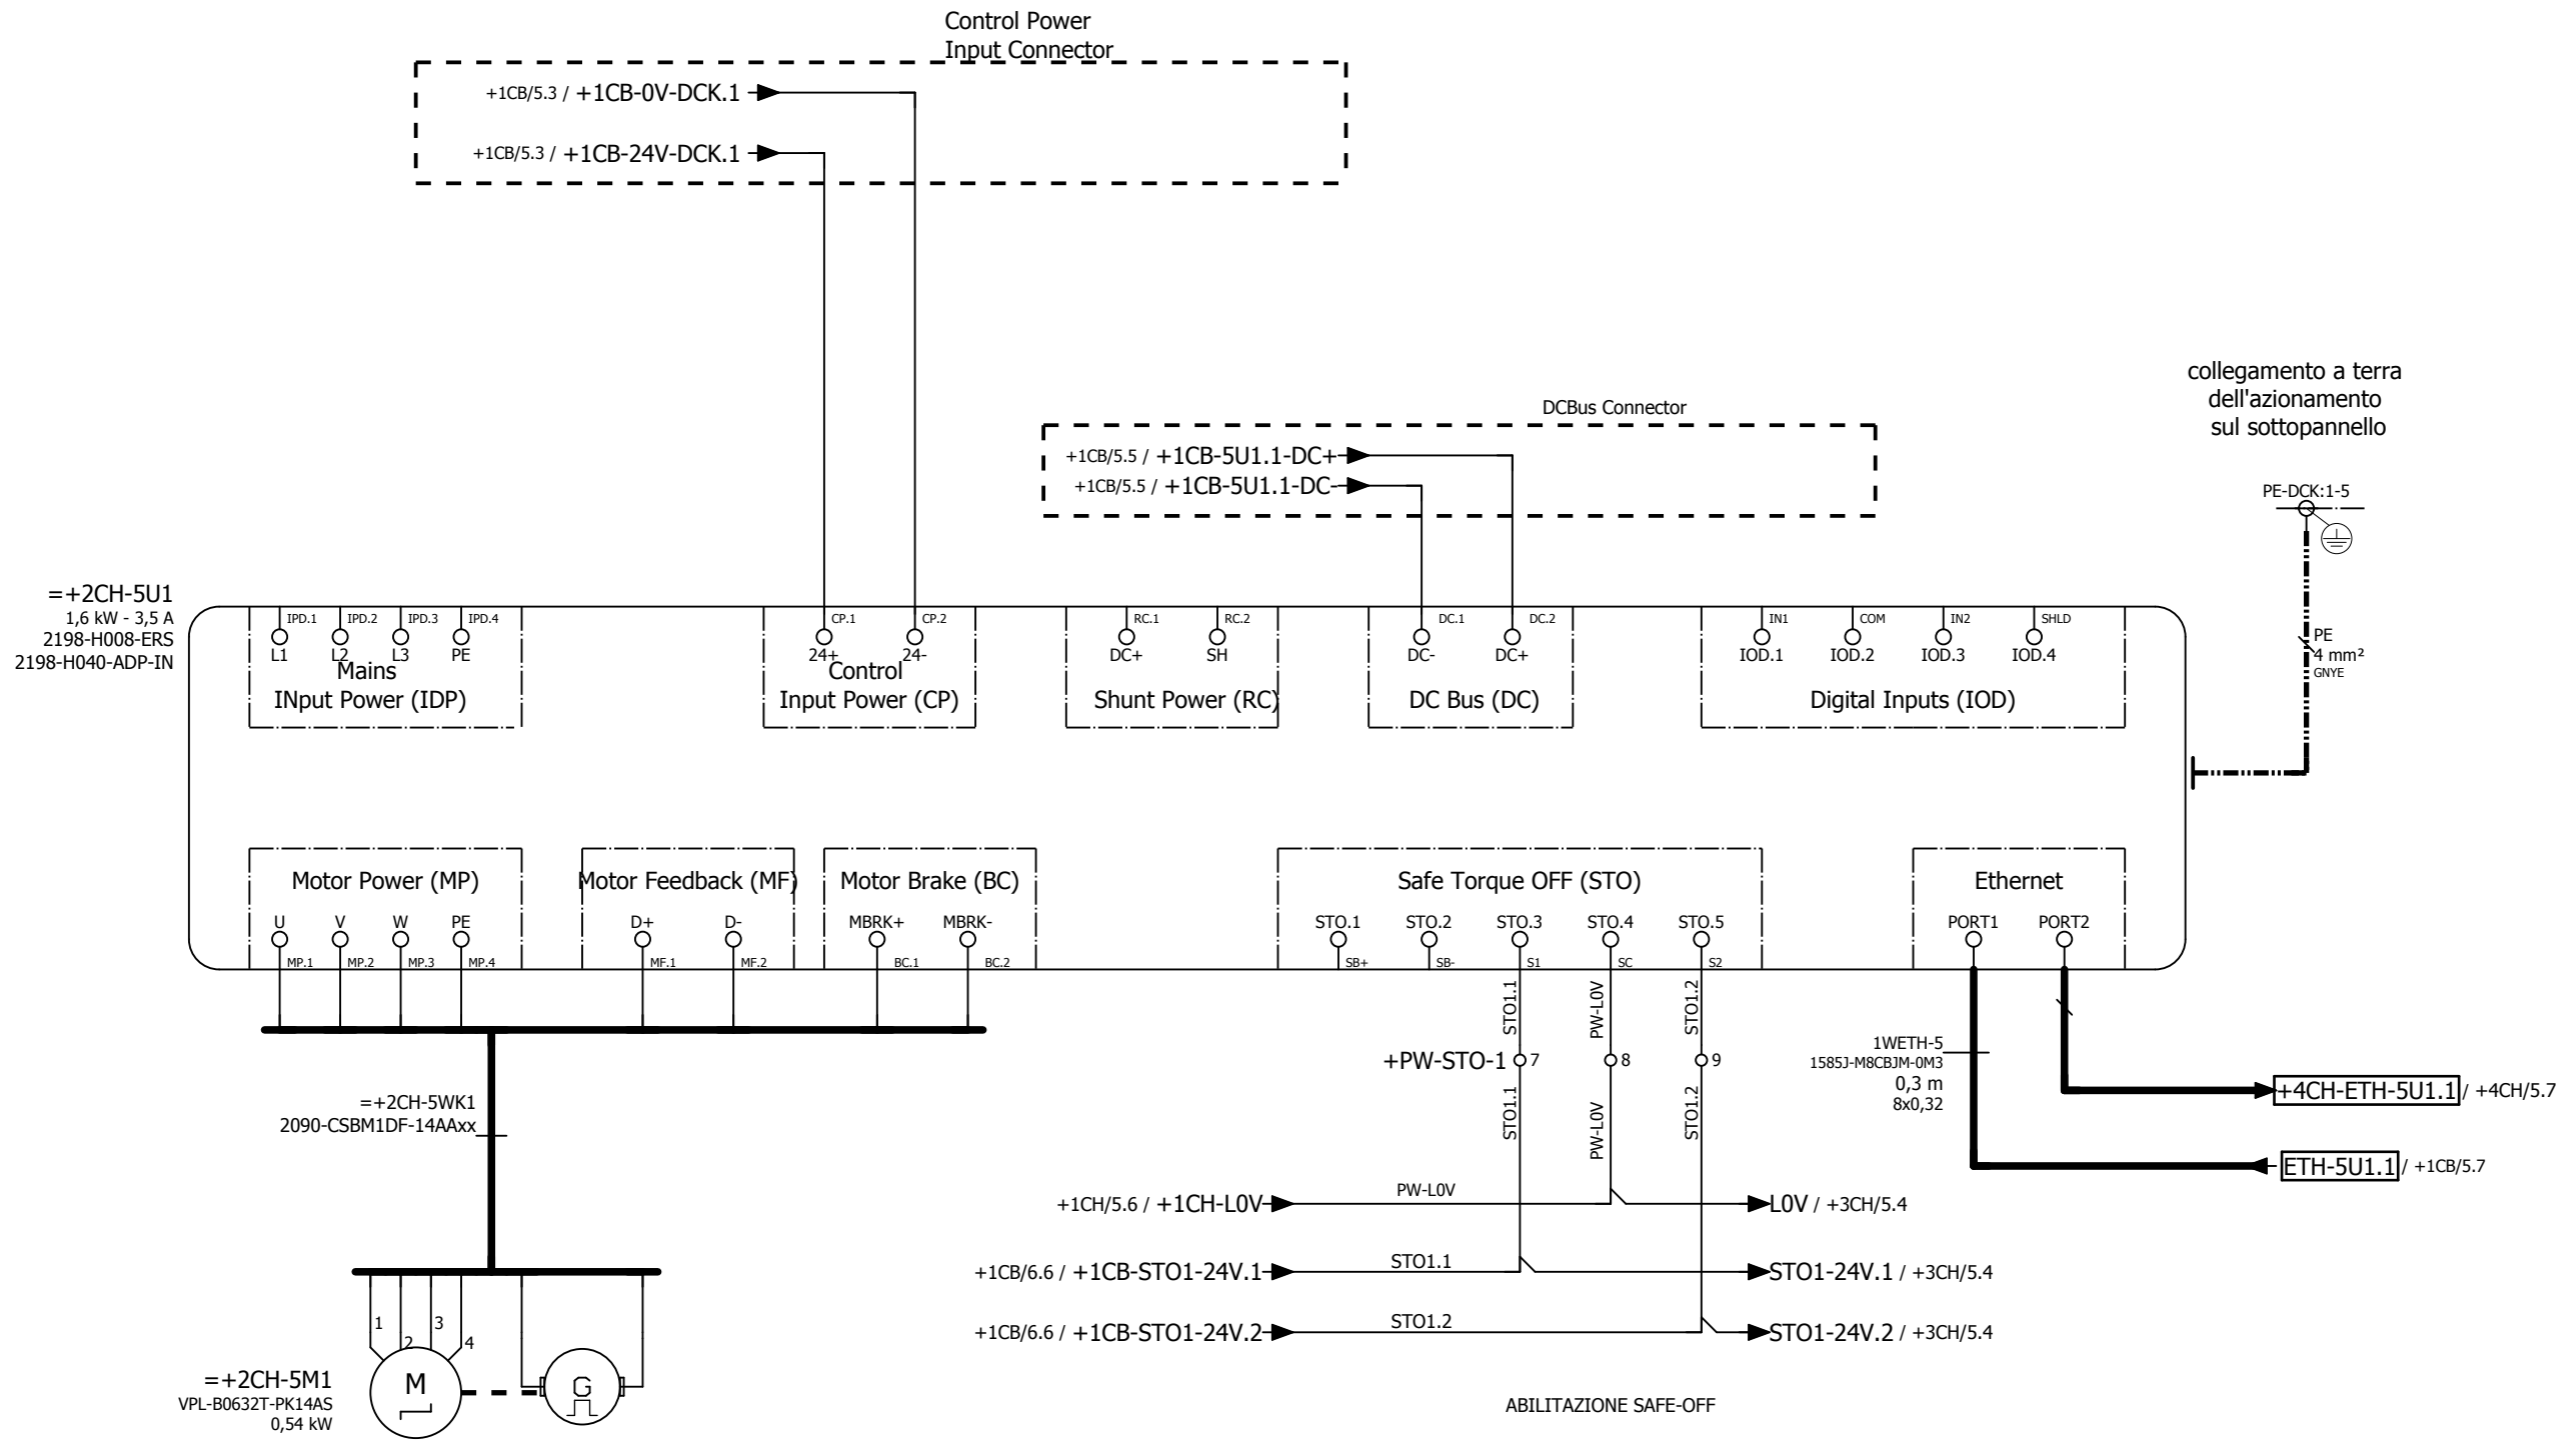 Control Power
Input Connector
+1CB/5.3 / +1CB-0V-DCK.1
+1CB/5.3 / +1CB-24V-DCK.1
collegamento a terra
dell'azionamento
sul sottopannello
DCBus Connector
+1CB/5.5 / +1CB-5U1.1-DC+
+1CB/5.5 / +1CB-5U1.1-DC-
PE-DCK:1-5
PE
4 mm²
GNYE
=+2CH-5U1
1,6 kW - 3,5 A
2198-H008-ERS
2198-H040-ADP-IN
IPD.1 IPD.2 IPD.3 IPD.4
L1 L2 L3 PE
Mains
INput Power (IDP)
CP.1 CP.2
24+ 24-
Control
Input Power (CP)
RC.1 RC.2
DC+ SH
Shunt Power (RC)
DC.1 DC.2
DC- DC+
DC Bus (DC)
IN1 COM IN2 SHLD
IOD.1 IOD.2 IOD.3 IOD.4
Digital Inputs (IOD)
Motor Power (MP)
U V W PE
MP.1 MP.2 MP.3 MP.4
Motor Feedback (MF)
D+ D-
MF.1 MF.2
Motor Brake (BC)
MBRK+ MBRK-
BC.1 BC.2
Safe Torque OFF (STO)
STO.1 STO.2 STO.3 STO.4 STO.5
SB+ SB- S1 SC S2
Ethernet
PORT1 PORT2
STO1.1 PW-L0V STO1.2
+PW-STO-1 7 8 9
STO1.1 PW-L0V STO1.2
1WETH-5
1585J-M8CBJM-0M3
0,3 m
8x0,32
+4CH-ETH-5U1.1 / +4CH/5.7
ETH-5U1.1 / +1CB/5.7
=+2CH-5WK1
2090-CSBM1DF-14AAxx
+1CH/5.6 / +1CH-L0V PW-L0V L0V / +3CH/5.4
+1CB/6.6 / +1CB-STO1-24V.1 STO1.1 STO1-24V.1 / +3CH/5.4
+1CB/6.6 / +1CB-STO1-24V.2 STO1.2 STO1-24V.2 / +3CH/5.4
1 2 3 4
=+2CH-5M1
VPL-B0632T-PK14AS
0,54 kW
M G
ABILITAZIONE SAFE-OFF